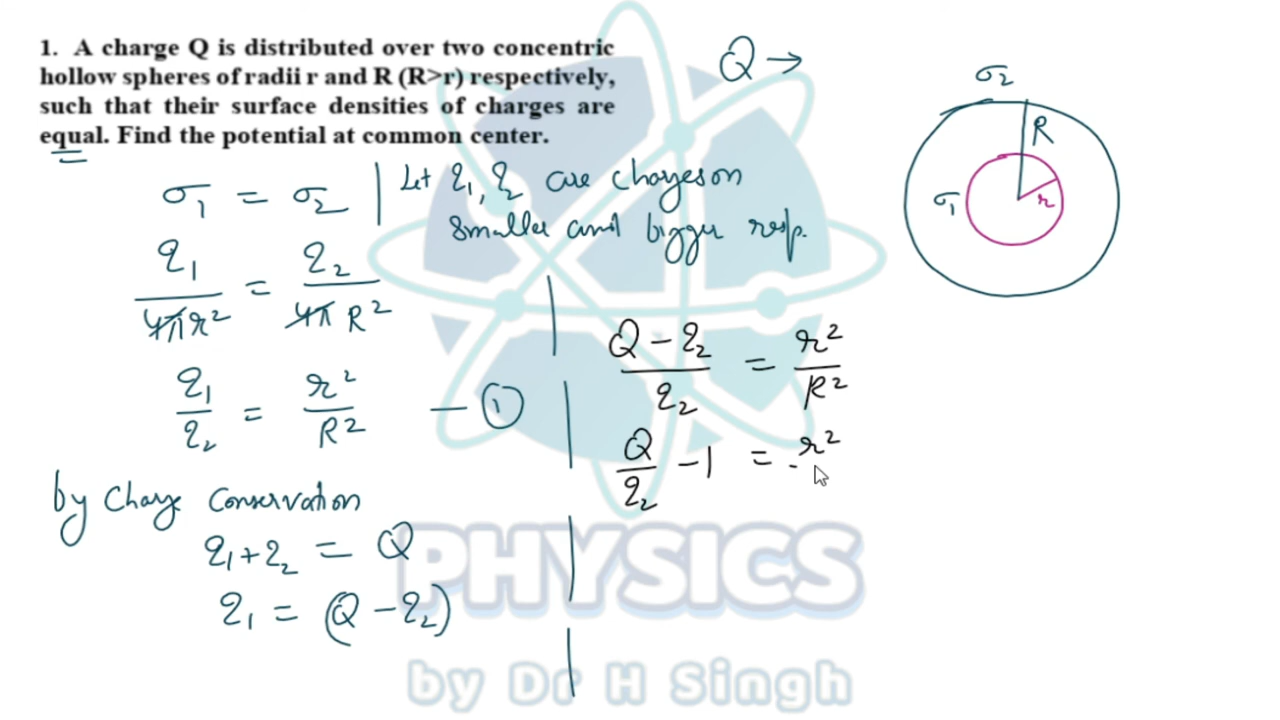 1. A charge Q is distributed over two concentric
hollow spheres of radii r and R (R>r) respectively,
such that their surface densities of charges are
equal. Find the potential at common center.
Q →
σ₂
R
σ₁
r
σ₁ = σ₂
Let q₁, q₂ are charges on
smaller and bigger resp.
q₁/4πr² = q₂/4πR²
q₁/q₂ = r²/R² — ①
by Charge Conservation
q₁+q₂ = Q
q₁ = (Q - q₂)
Q - q₂/q₂ = r²/R²
Q/q₂ - 1 = r²
PHYSICS
by Dr H Singh